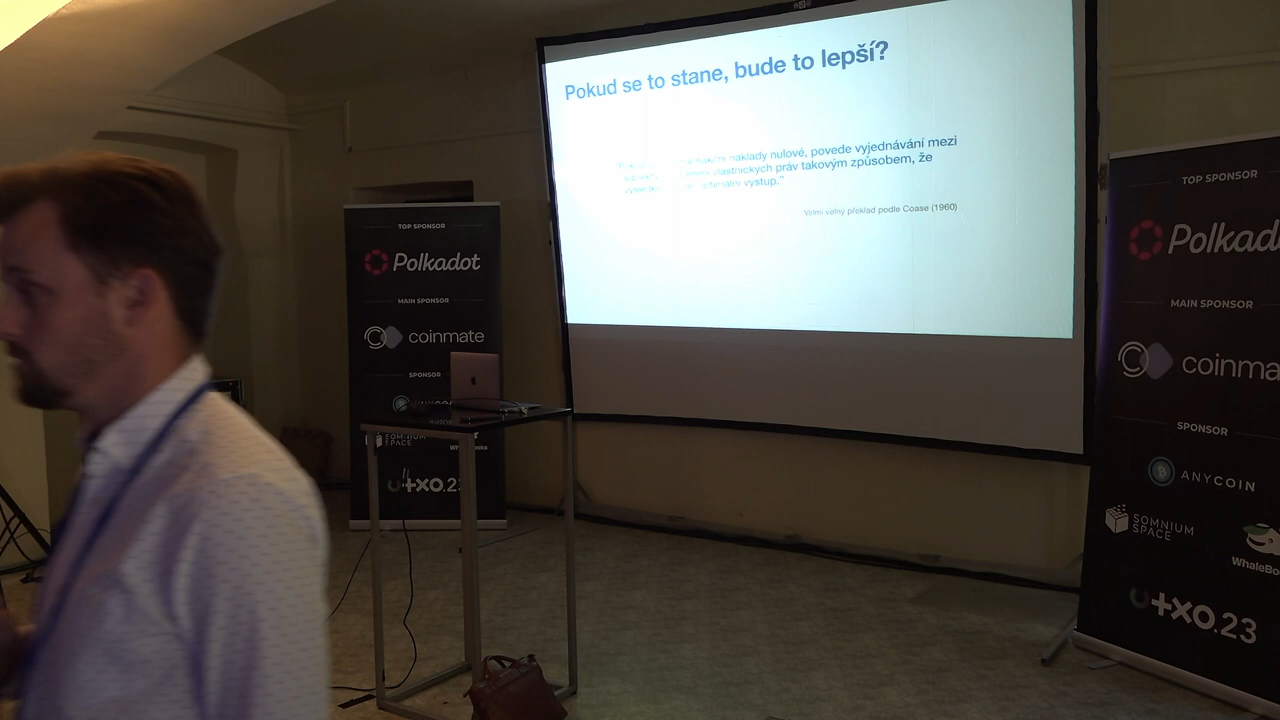 Pokud se to stane, bude to lepší?
náklady nulové, povede vyjednávání mezi
vlastnických práv takovým způsobem, že
optimální výstup."
Velmi volný překlad podle Coase (1960)
TOP SPONSOR
Polkadot
MAIN SPONSOR
coinmate
SPONSOR
SOMNIUM
SPACE
utxo.23
TOP SPONSOR
Polkad
MAIN SPONSOR
coinma
SPONSOR
ANYCOIN
SOMNIUM
SPACE
WhaleBo
utxo.23